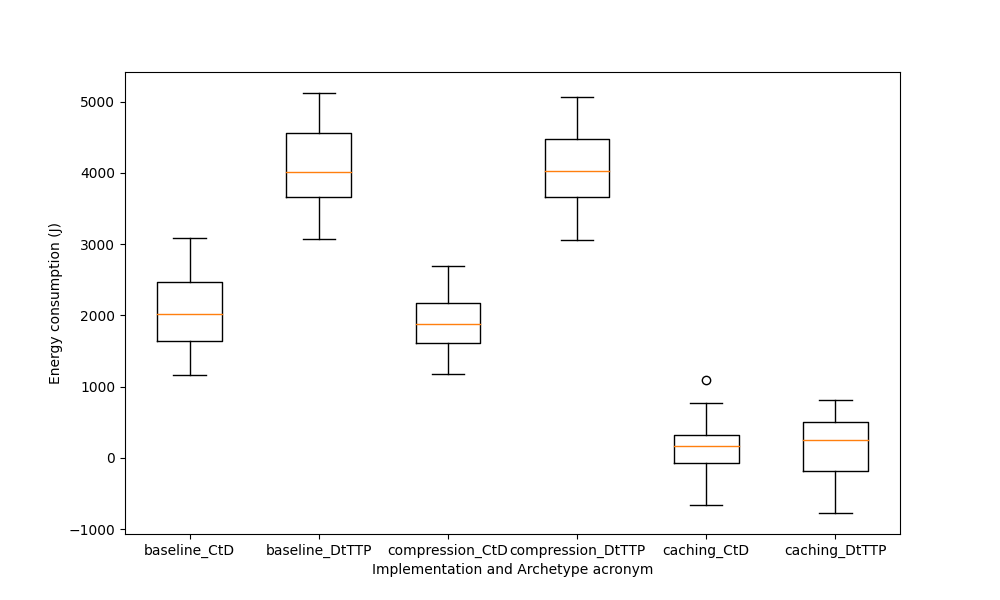 Energy consumption (J)
5000
4000
3000
2000
1000
0
−1000
baseline_CtD baseline_DtTTP compression_CtD compression_DtTTP caching_CtD caching_DtTTP
Implementation and Archetype acronym